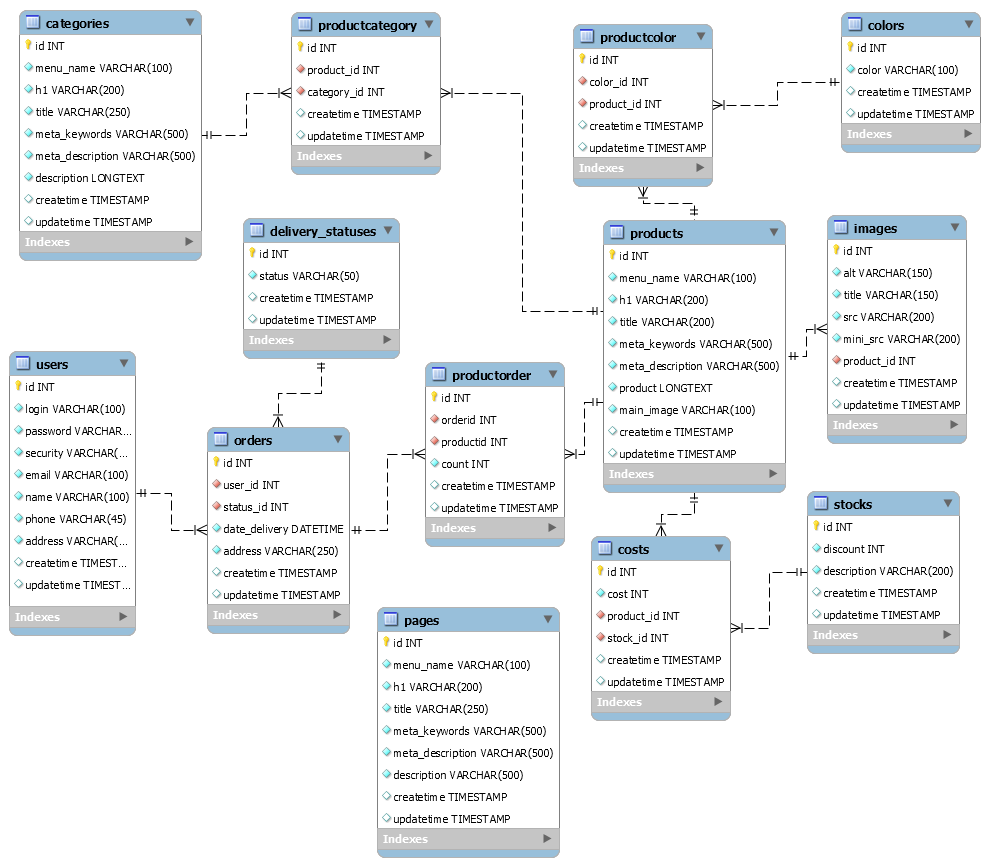 categories
id INT
menu_name VARCHAR(100)
h1 VARCHAR(200)
title VARCHAR(250)
meta_keywords VARCHAR(500)
meta_description VARCHAR(500)
description LONGTEXT
createtime TIMESTAMP
updatetime TIMESTAMP
Indexes
productcategory
id INT
product_id INT
category_id INT
createtime TIMESTAMP
updatetime TIMESTAMP
Indexes
productcolor
id INT
color_id INT
product_id INT
createtime TIMESTAMP
updatetime TIMESTAMP
Indexes
colors
id INT
color VARCHAR(100)
createtime TIMESTAMP
updatetime TIMESTAMP
Indexes
delivery_statuses
id INT
status VARCHAR(50)
createtime TIMESTAMP
updatetime TIMESTAMP
Indexes
products
id INT
menu_name VARCHAR(100)
h1 VARCHAR(200)
title VARCHAR(200)
meta_keywords VARCHAR(500)
meta_description VARCHAR(500)
product LONGTEXT
main_image VARCHAR(100)
createtime TIMESTAMP
updatetime TIMESTAMP
Indexes
images
id INT
alt VARCHAR(150)
title VARCHAR(150)
src VARCHAR(200)
mini_src VARCHAR(200)
product_id INT
createtime TIMESTAMP
updatetime TIMESTAMP
Indexes
users
id INT
login VARCHAR(100)
password VARCHAR...
security VARCHAR(...
email VARCHAR(100)
name VARCHAR(100)
phone VARCHAR(45)
address VARCHAR(...
createtime TIMEST...
updatetime TIMEST...
Indexes
orders
id INT
user_id INT
status_id INT
date_delivery DATETIME
address VARCHAR(250)
createtime TIMESTAMP
updatetime TIMESTAMP
Indexes
productorder
id INT
orderid INT
productid INT
count INT
createtime TIMESTAMP
updatetime TIMESTAMP
Indexes
costs
id INT
cost INT
product_id INT
stock_id INT
createtime TIMESTAMP
updatetime TIMESTAMP
Indexes
stocks
id INT
discount INT
description VARCHAR(200)
createtime TIMESTAMP
updatetime TIMESTAMP
Indexes
pages
id INT
menu_name VARCHAR(100)
h1 VARCHAR(200)
title VARCHAR(250)
meta_keywords VARCHAR(500)
meta_description VARCHAR(500)
description VARCHAR(500)
createtime TIMESTAMP
updatetime TIMESTAMP
Indexes